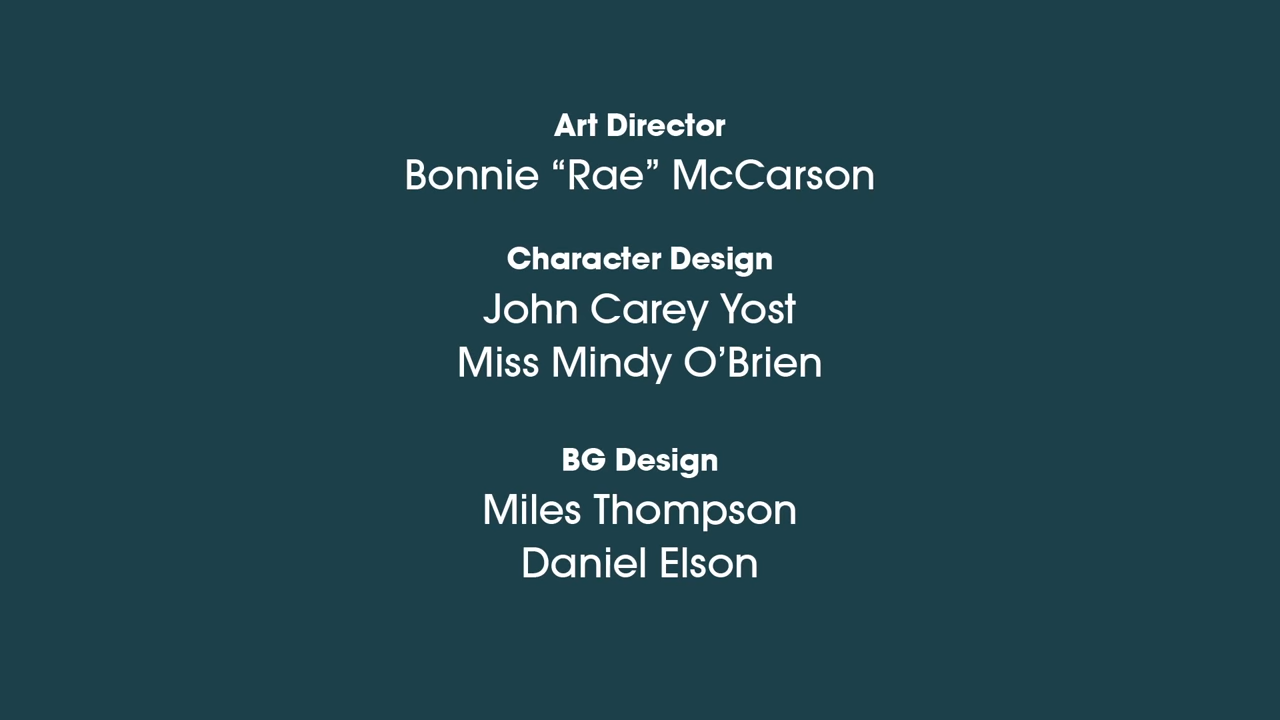 Art Director
Bonnie “Rae” McCarson
Character Design
John Carey Yost
Miss Mindy O’Brien
BG Design
Miles Thompson
Daniel Elson